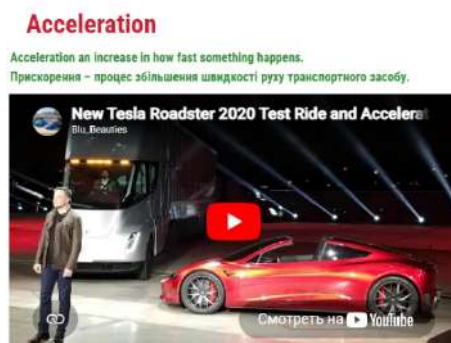 Acceleration
Acceleration an increase in how fast something happens.
Прискорення – процес збільшення швидкості руху транспортного засобу.
New Tesla Roadster 2020 Test Ride and Accelerat
Blu_Beauties
Смотреть на YouTube